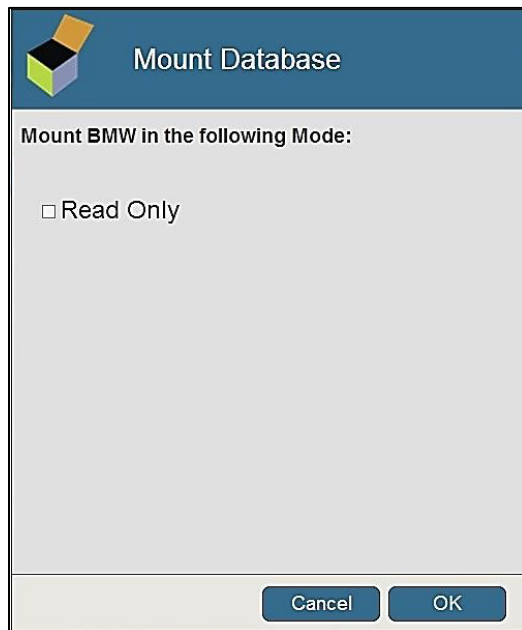 Mount Database
Mount BMW in the following Mode:
Read Only
Cancel
OK